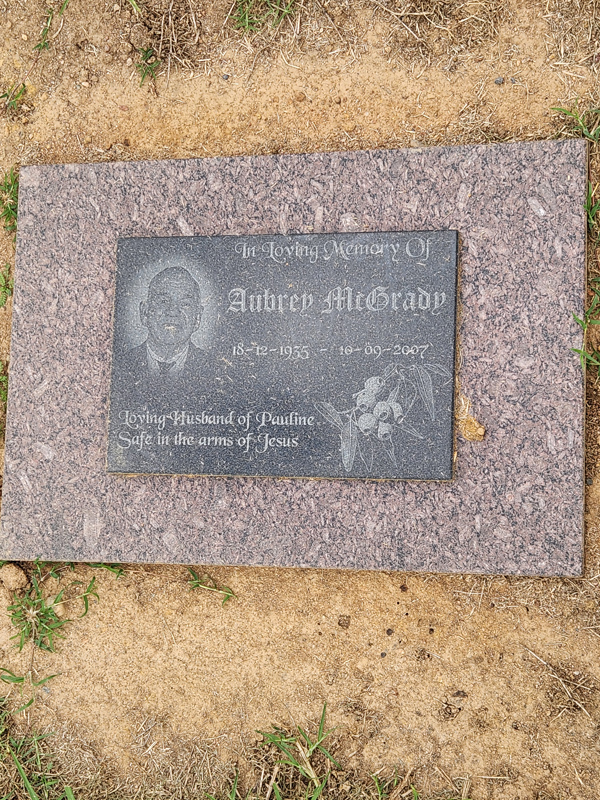 In Loving Memory Of
Aubrey McGrady
18-12-1935 - 10-09-2007
Loving Husband of Pauline
Safe in the arms of Jesus